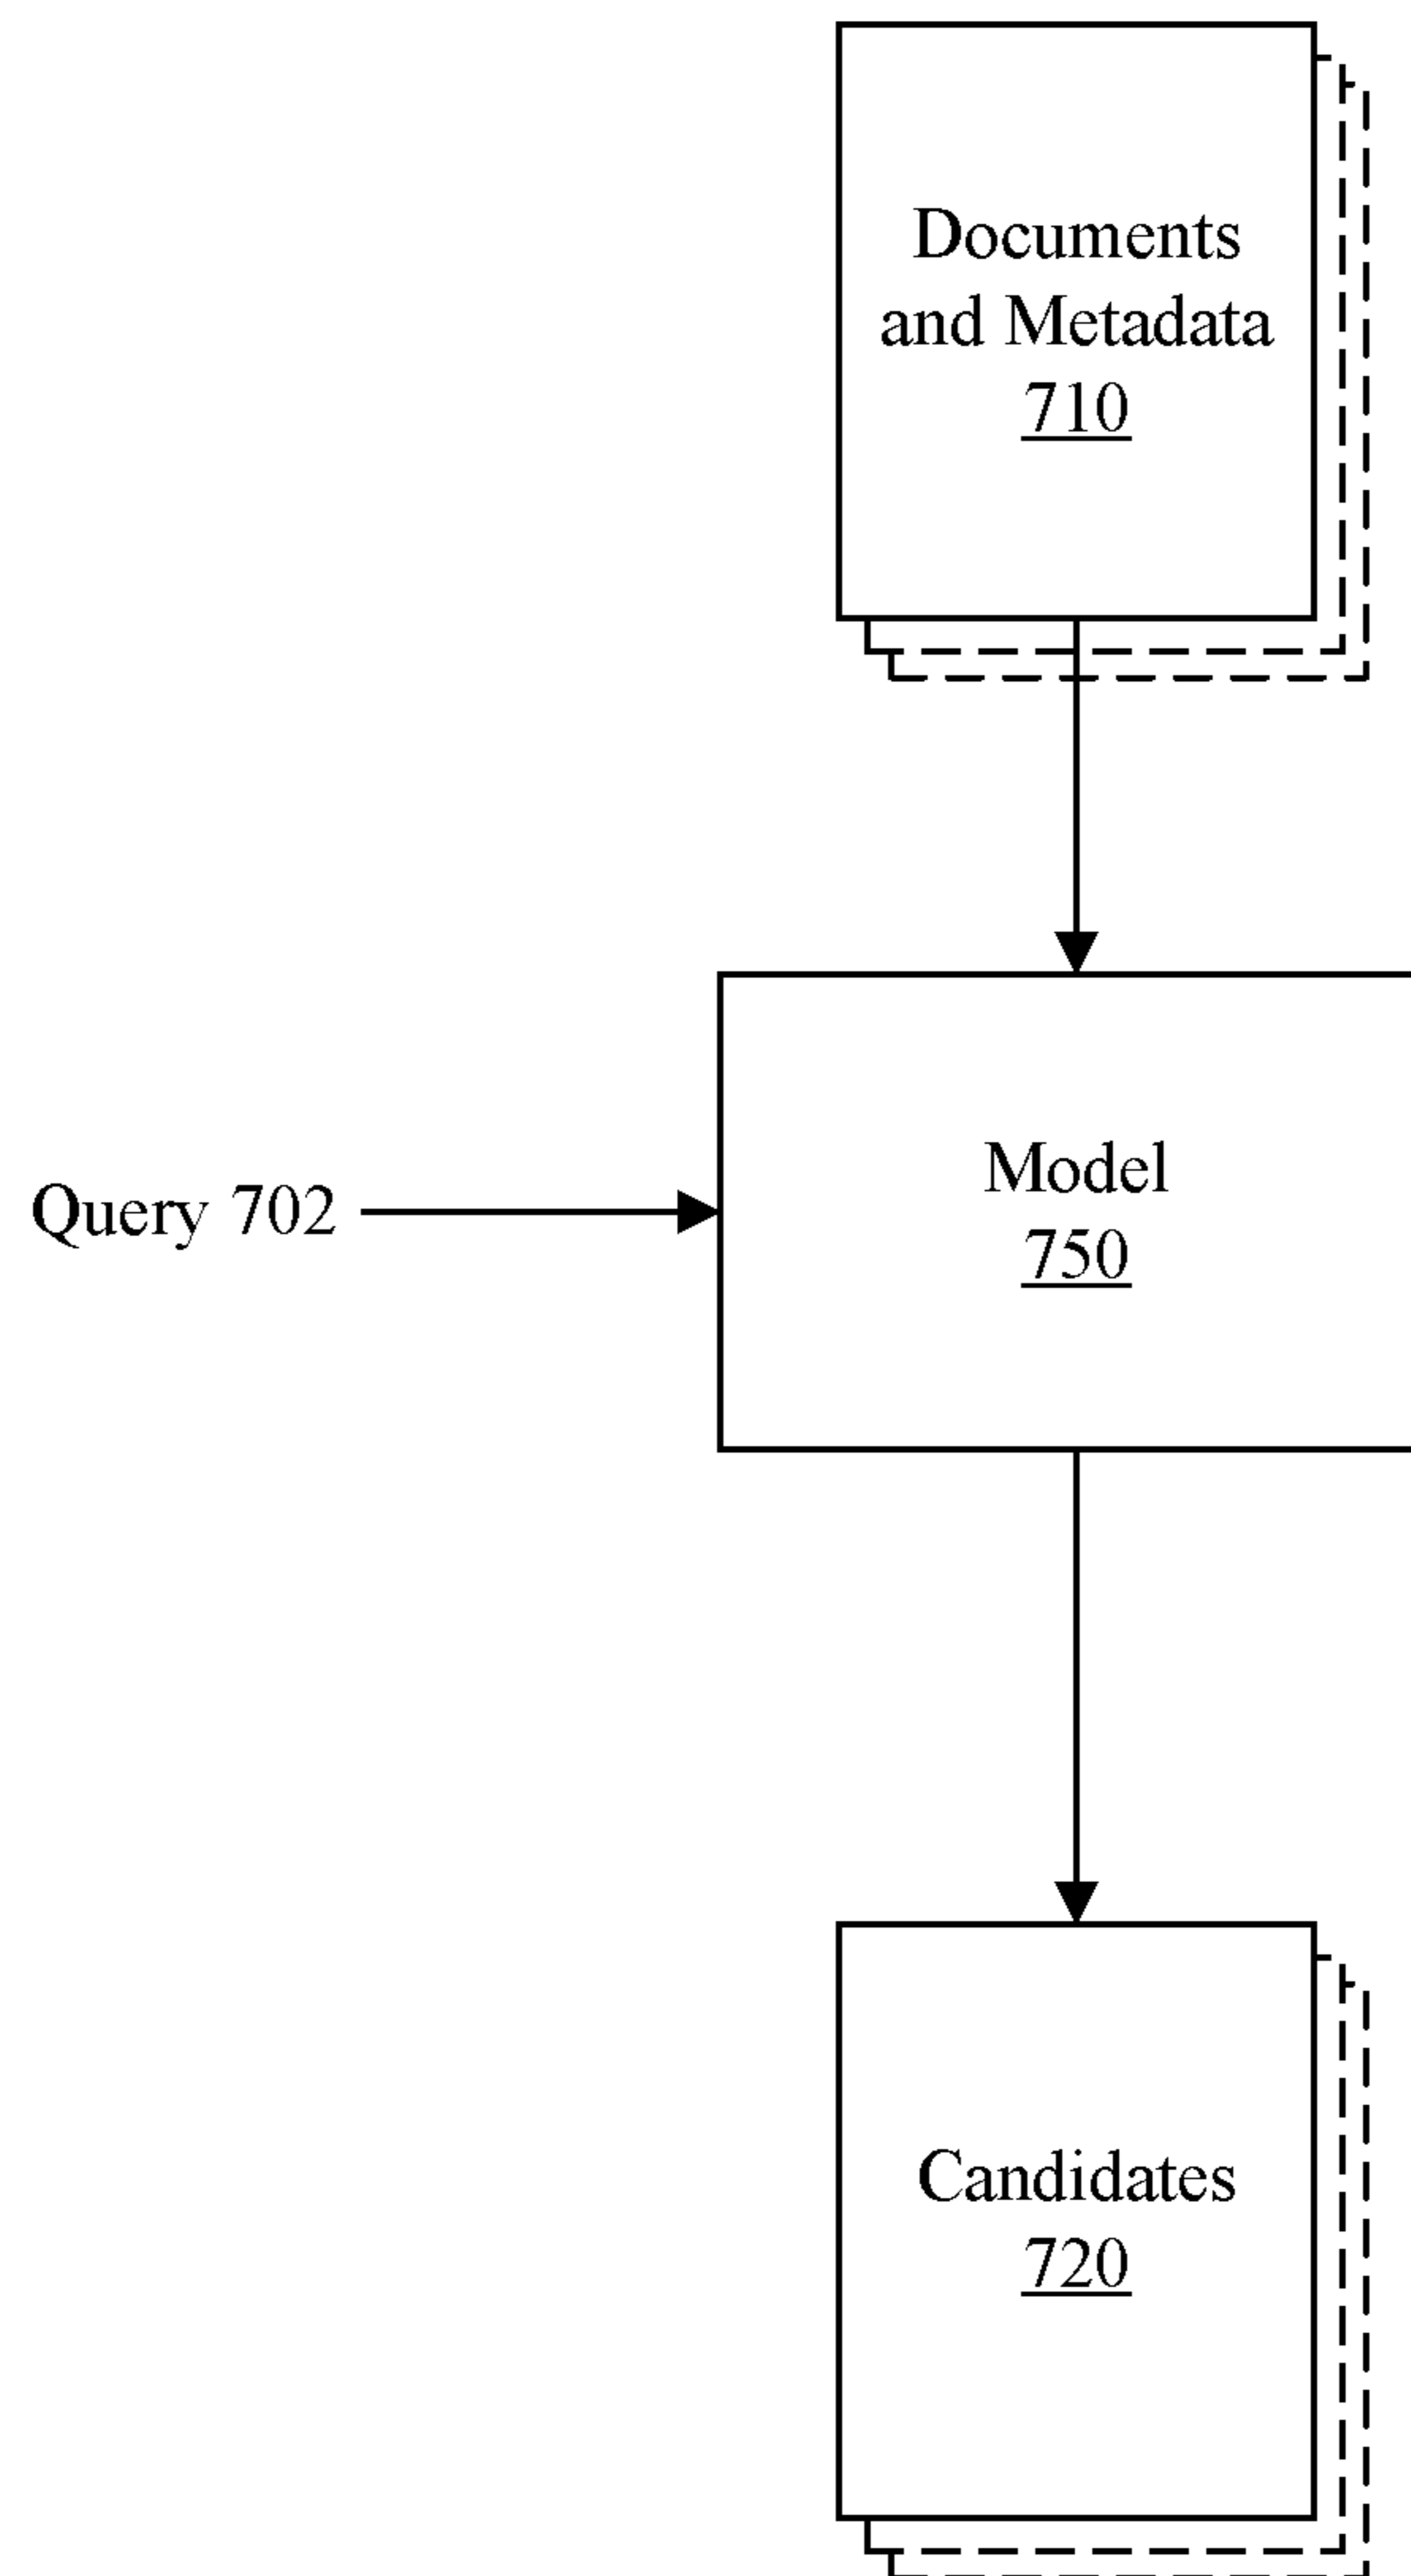 Documents
and Metadata
710
Query 702
Model
750
Candidates
720